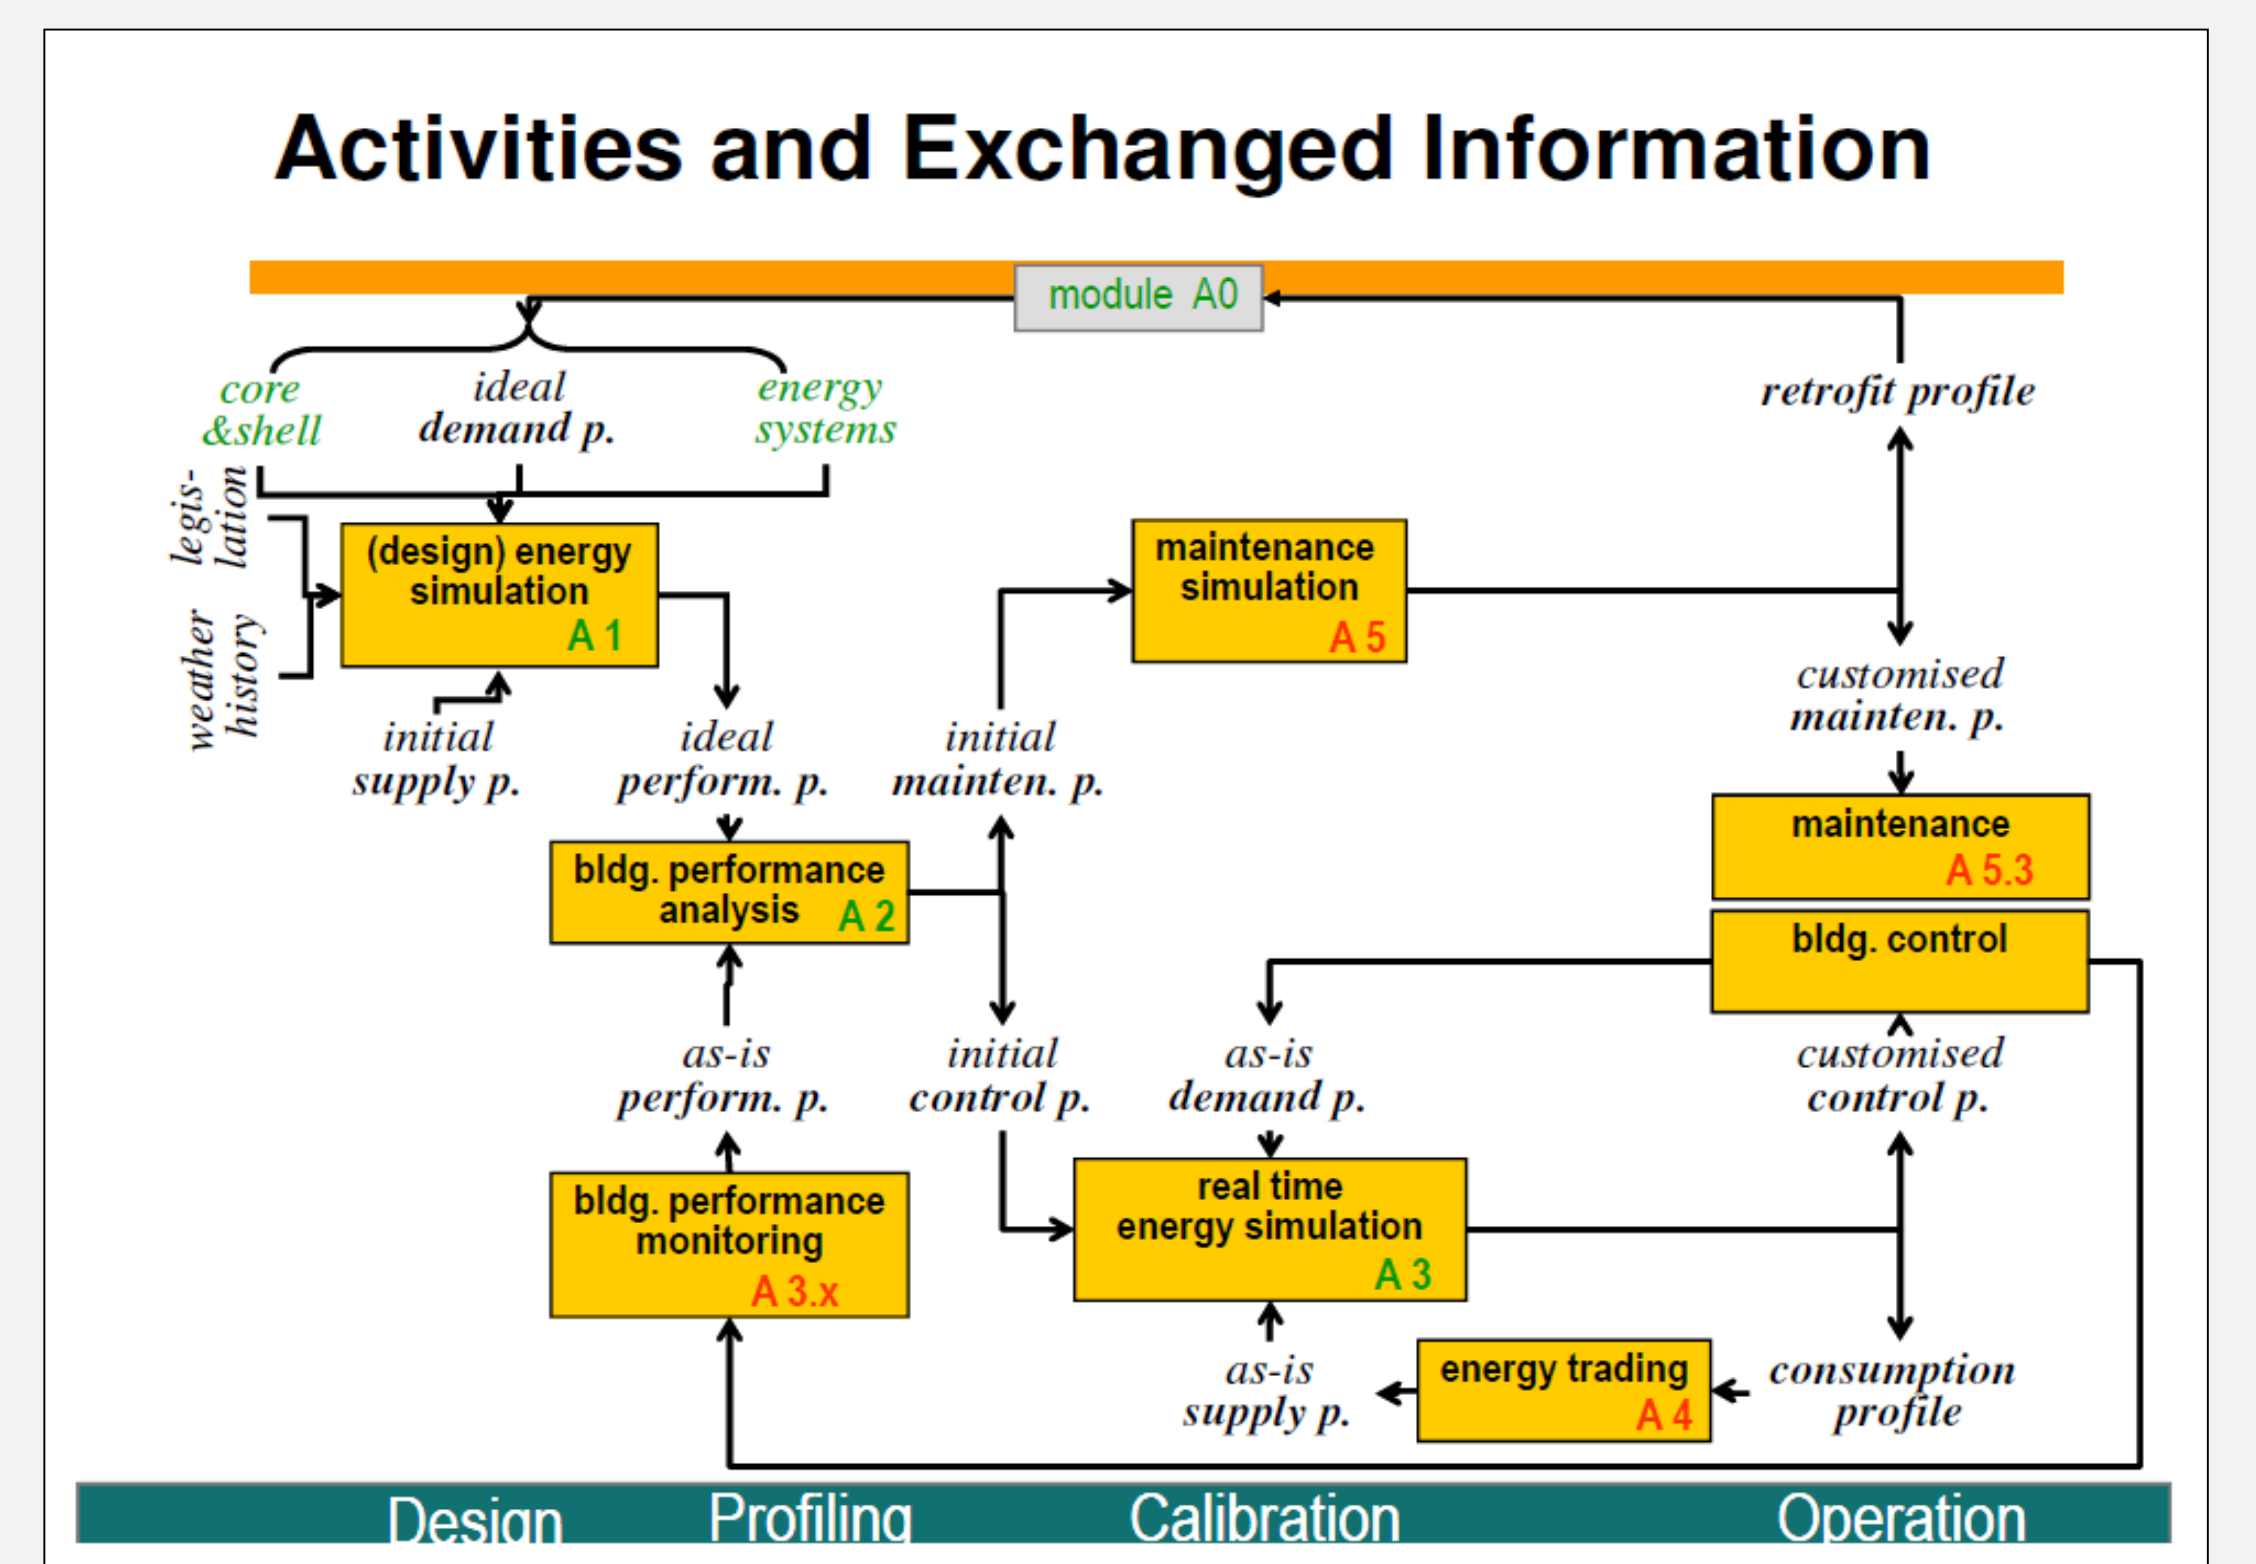 Activities and Exchanged Information
module A0
core
&shell
ideal
demand p.
energy
systems
retrofit profile
legis-
lation
weather
history
(design) energy
simulation
A 1
maintenance
simulation
A 5
initial
supply p.
ideal
perform. p.
initial
mainten. p.
customised
mainten. p.
maintenance
A 5.3
bldg. performance
analysis A 2
bldg. control
as-is
perform. p.
initial
control p.
as-is
demand p.
customised
control p.
bldg. performance
monitoring
A 3.x
real time
energy simulation
A 3
as-is
supply p.
energy trading
A 4
consumption
profile
Design Profiling Calibration Operation